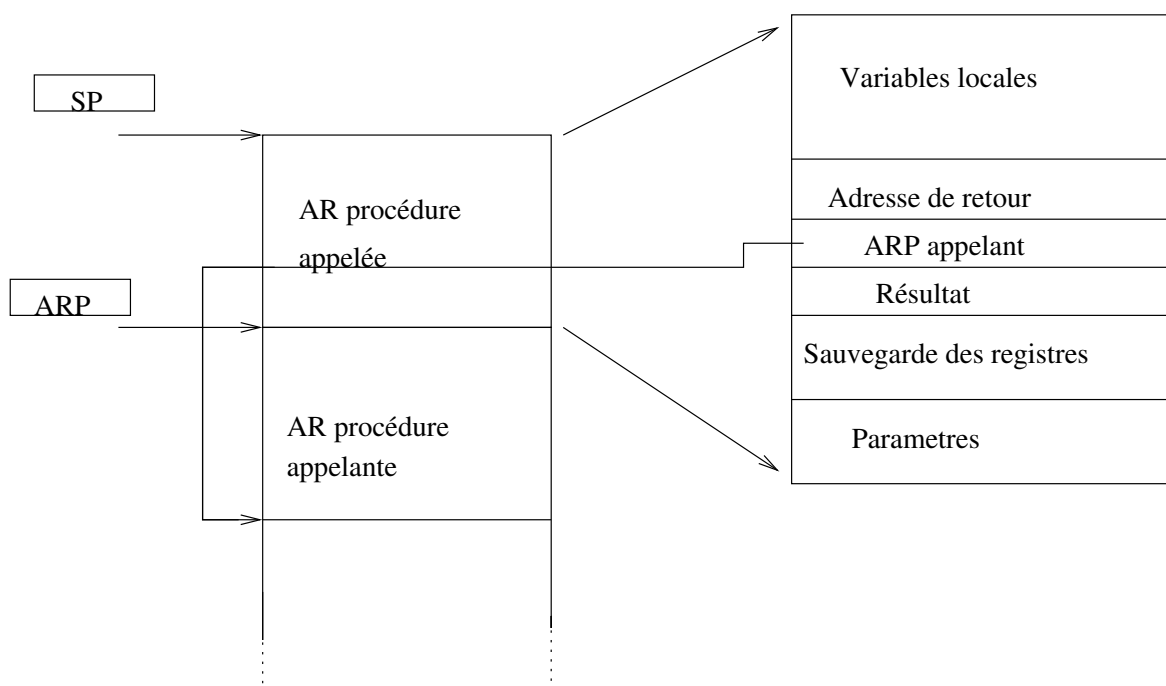 SP
AR procédure
appelée
ARP
AR procédure
appelante
Variables locales
Adresse de retour
ARP appelant
Résultat
Sauvegarde des registres
Parametres